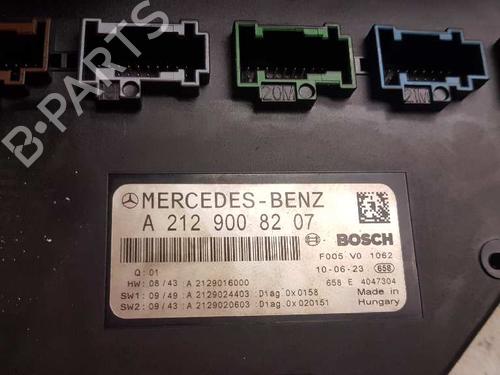 B-PARTS
20M
21M
MERCEDES-BENZ
A 212 900 82 07
BOSCH
F005 V0 1062
Q: 01
10-06-23 658
HW: 08/43: A 2129016000
658 E 4047304
SW1: 09/49: A 2129024403: Diag.0x0158
Made in
SW2: 09/43: A 2129020603: Diag.0x020151
Hungary